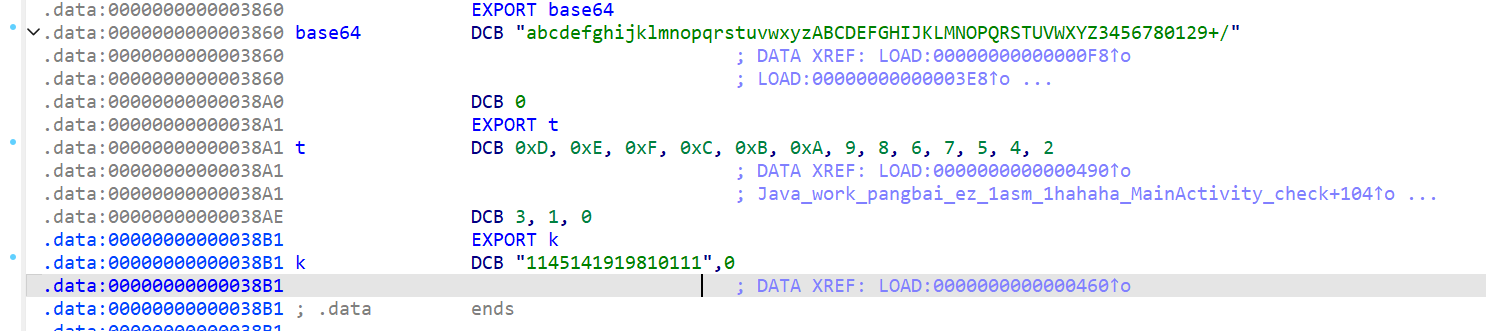 .data:0000000000003860 EXPORT base64
.data:0000000000003860 base64 DCB "abcdefghijklmnopqrstuvwxyzABCDEFGHIJKLMNOPQRSTUVWXYZ3456780129+/"
.data:0000000000003860 ; DATA XREF: LOAD:00000000000000F8↑o
.data:0000000000003860 ; LOAD:00000000000003E8↑o ...
.data:00000000000038A0 DCB 0
.data:00000000000038A1 EXPORT t
.data:00000000000038A1 t DCB 0xD, 0xE, 0xF, 0xC, 0xB, 0xA, 9, 8, 6, 7, 5, 4, 2
.data:00000000000038A1 ; DATA XREF: LOAD:0000000000000490↑o
.data:00000000000038A1 ; Java_work_pangbai_ez_1asm_1hahaha_MainActivity_check+104↑o ...
.data:00000000000038AE DCB 3, 1, 0
.data:00000000000038B1 EXPORT k
.data:00000000000038B1 k DCB "1145141919810111",0
.data:00000000000038B1 ; DATA XREF: LOAD:0000000000000460↑o
.data:00000000000038B1 ; .data ends